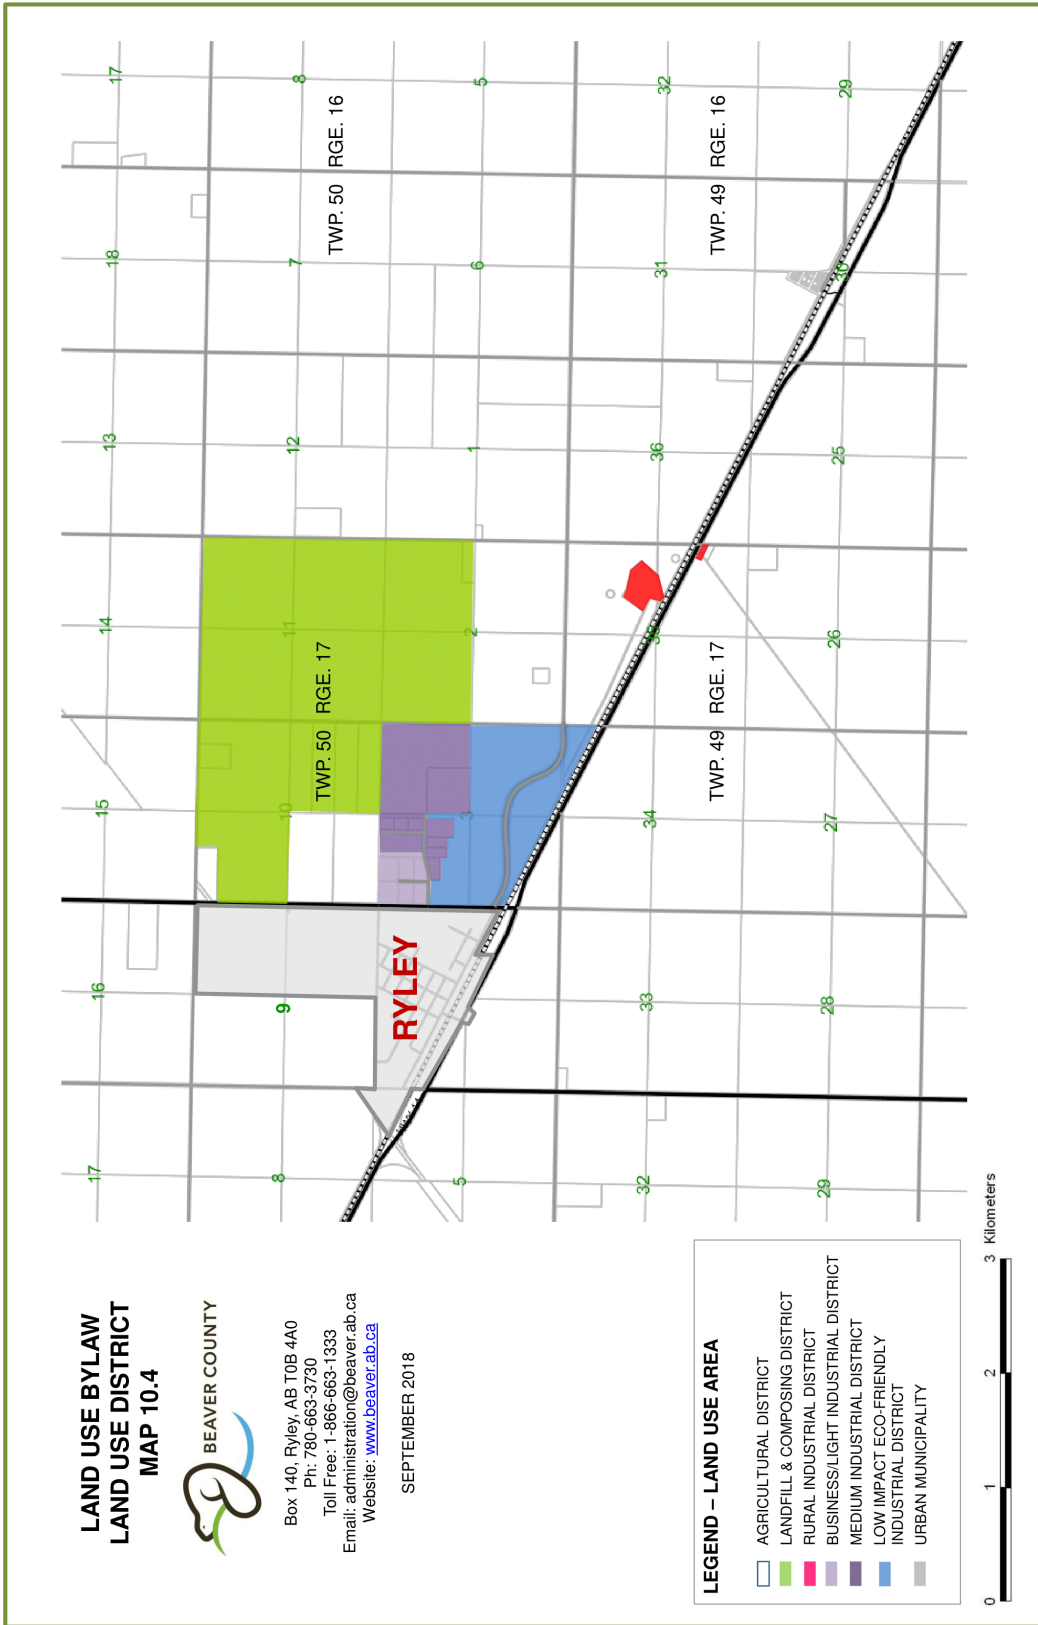 LAND USE BYLAW
LAND USE DISTRICT
MAP 10.4
BEAVER COUNTY
Box 140, Ryley, AB T0B 4A0
Ph: 780-663-3730
Toll Free: 1-866-663-1333
Email: administration@beaver.ab.ca
Website: www.beaver.ab.ca
SEPTEMBER 2018
LEGEND – LAND USE AREA
AGRICULTURAL DISTRICT
LANDFILL & COMPOSING DISTRICT
RURAL INDUSTRIAL DISTRICT
BUSINESS/LIGHT INDUSTRIAL DISTRICT
MEDIUM INDUSTRIAL DISTRICT
LOW IMPACT ECO-FRIENDLY
INDUSTRIAL DISTRICT
URBAN MUNICIPALITY
0 1 2 3 Kilometers
17 16 15 14 13 18 17
8 9 10 11 12 7 8
TWP. 50 RGE. 17
TWP. 50 RGE. 16
RYLEY
5 3 2 1 6 5
32 33 34 35 36 31 32
TWP. 49 RGE. 17
TWP. 49 RGE. 16
29 28 27 26 25 30 29